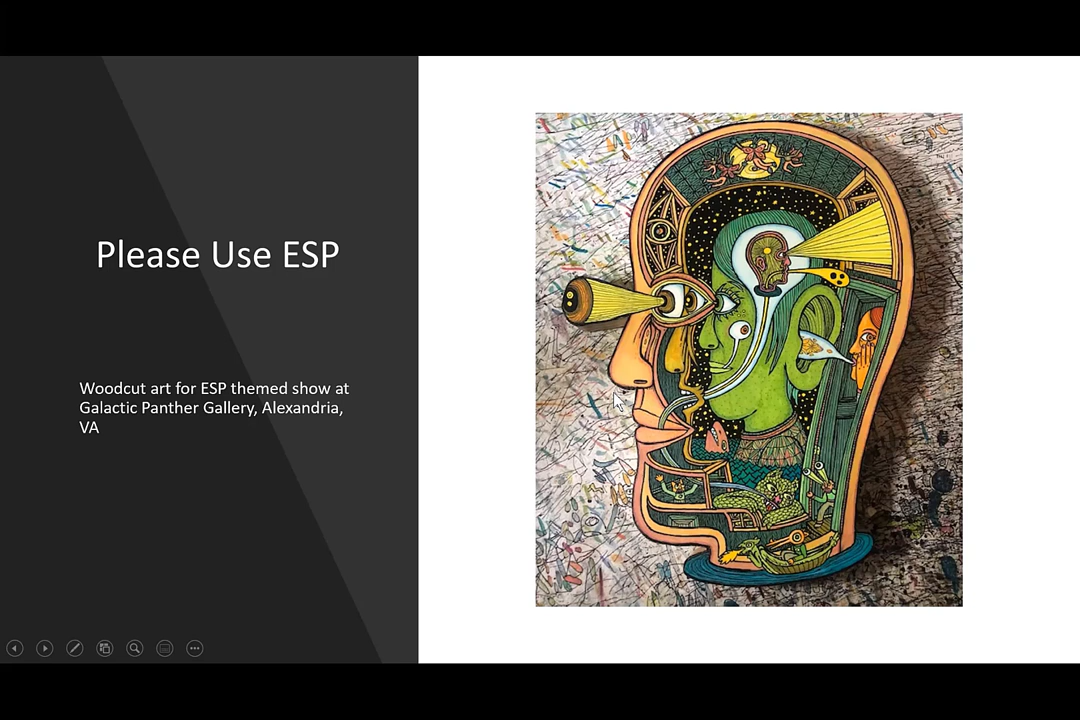 Please Use ESP
Woodcut art for ESP themed show at
Galactic Panther Gallery, Alexandria,
VA